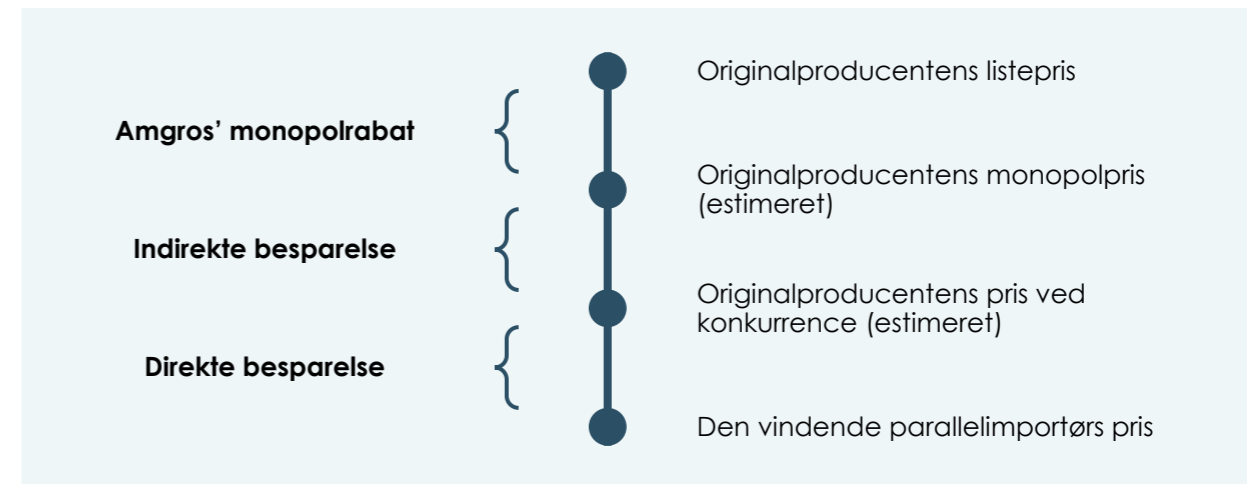 Originalproducentens listepris
Amgros’ monopolrabat
Originalproducentens monopolpris
(estimeret)
Indirekte besparelse
Originalproducentens pris ved
konkurrence (estimeret)
Direkte besparelse
Den vindende parallelimportørs pris